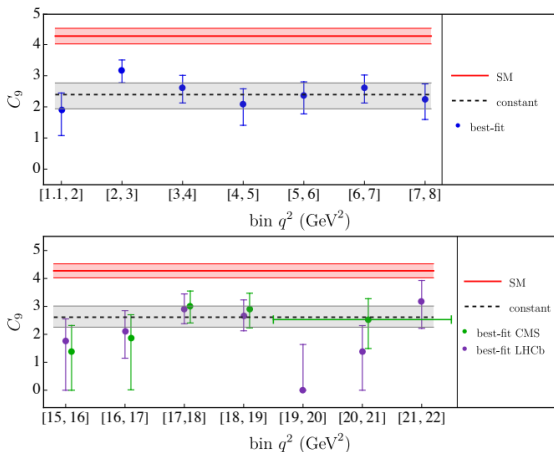 5
4
3
2
1
0
C₉
[1.1, 2] [2, 3] [3,4] [4, 5] [5, 6] [6, 7] [7, 8]
bin q² (GeV²)
SM
constant
best-fit
5
4
3
2
1
0
C₉
[15, 16] [16, 17] [17,18] [18, 19] [19, 20] [20, 21] [21, 22]
bin q² (GeV²)
SM
constant
best-fit CMS
best-fit LHCb